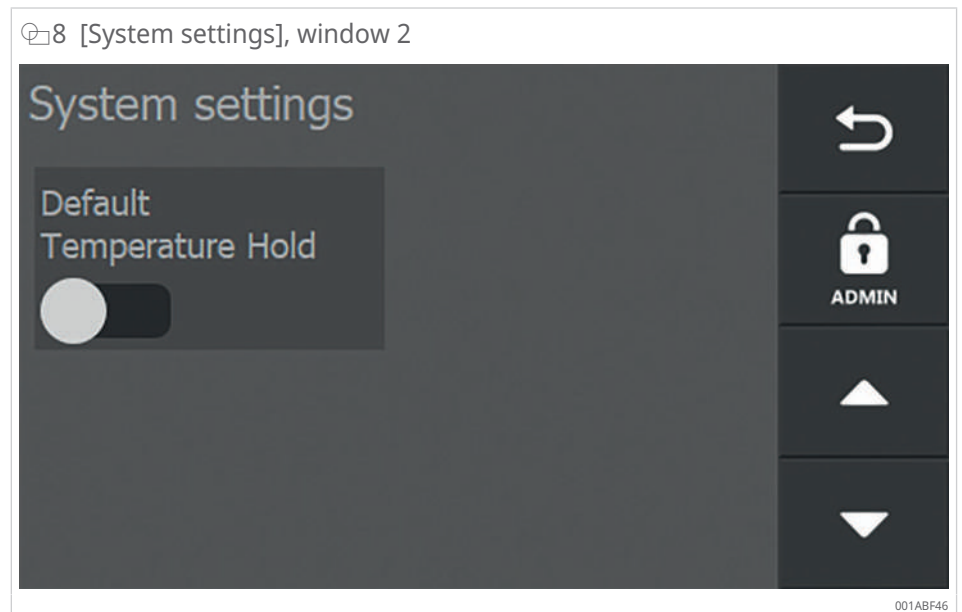 8 [System settings], window 2
System settings
Default
Temperature Hold
ADMIN
001ABF46